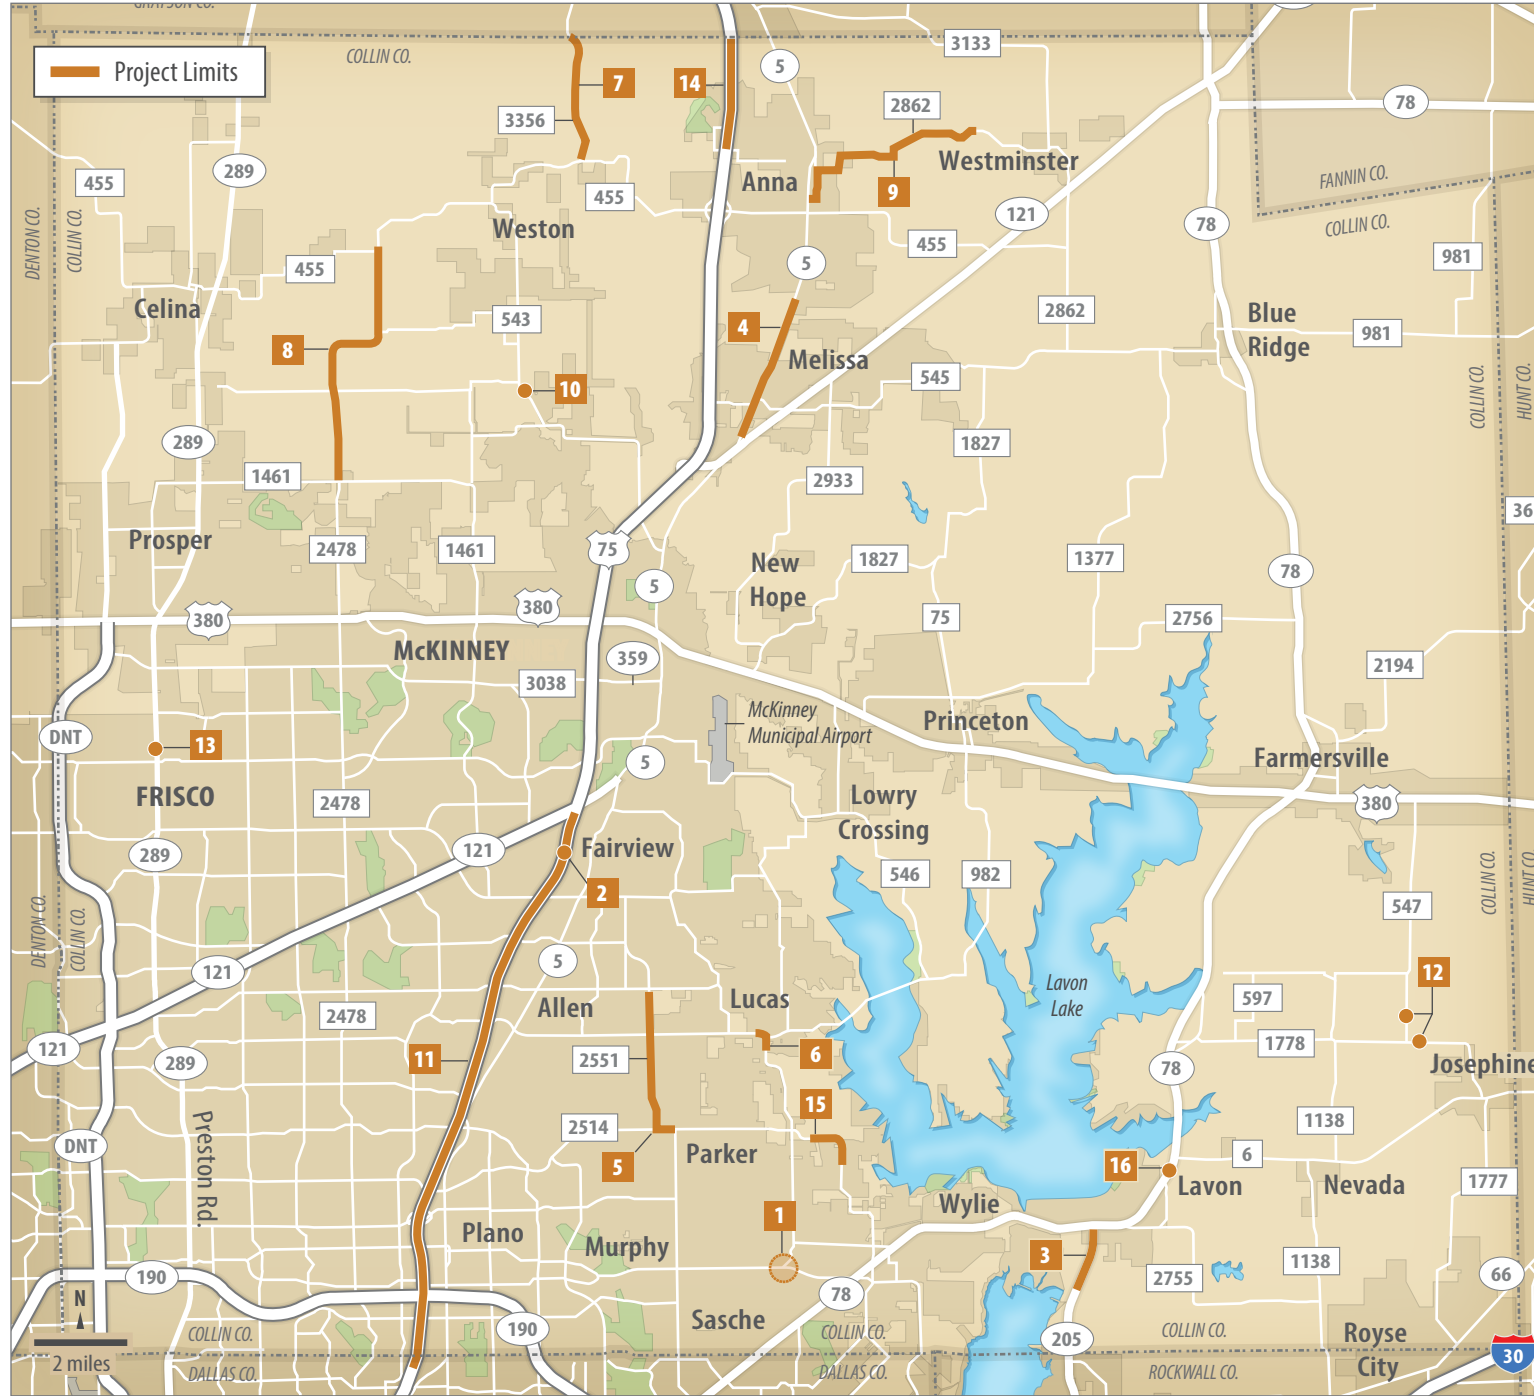 GRAYSON CO.
COLLIN CO.
3133
Project Limits
5
7
14
2862
78
3356
289
455
Westminster
Anna
FANNIN CO.
9
455
121
78
COLLIN CO.
DENTON CO.
COLLIN CO.
Weston
455
981
5
455
Celina
543
2862
Blue
Ridge
4
981
8
Melissa
545
10
COLLIN CO.
HUNT CO.
289
1827
1461
2933
36
Prosper
2478
1461
75
New
Hope
1827
1377
78
5
380
380
75
2756
McKINNEY
359
2194
3038
McKinney
Municipal Airport
Princeton
DNT
13
5
Farmersville
FRISCO
2478
Lowry
Crossing
380
289
121
Fairview
2
546
982
COLLIN CO.
HUNT CO.
547
DENTON CO.
COLLIN CO.
121
5
12
Lavon
Lake
Lucas
597
Allen
2478
121
289
11
2551
6
1778
Josephine
78
15
Preston Rd.
2514
1138
DNT
Parker
5
16
6
Lavon
Nevada
1777
Wylie
1
Plano
Murphy
3
1138
190
2755
66
78
N
Sasche
190
COLLIN CO.
COLLIN CO.
205
COLLIN CO.
Royse
City
30
2 miles
DALLAS CO.
DALLAS CO.
ROCKWALL CO.